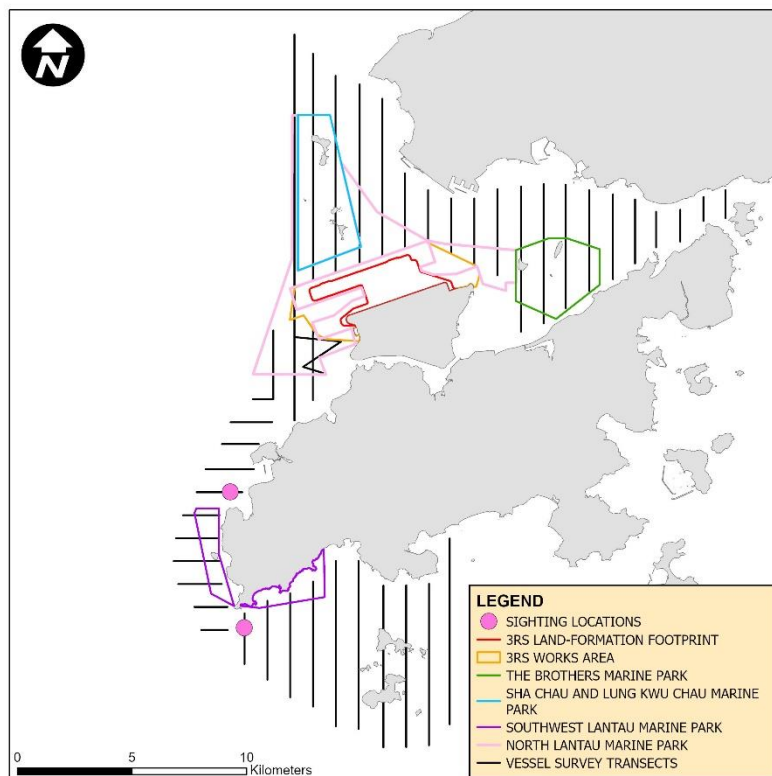 N
LEGEND
SIGHTING LOCATIONS
3RS LAND-FORMATION FOOTPRINT
3RS WORKS AREA
THE BROTHERS MARINE PARK
SHA CHAU AND LUNG KWU CHAU MARINE
PARK
SOUTHWEST LANTAU MARINE PARK
NORTH LANTAU MARINE PARK
VESSEL SURVEY TRANSECTS
0 5 10
Kilometers